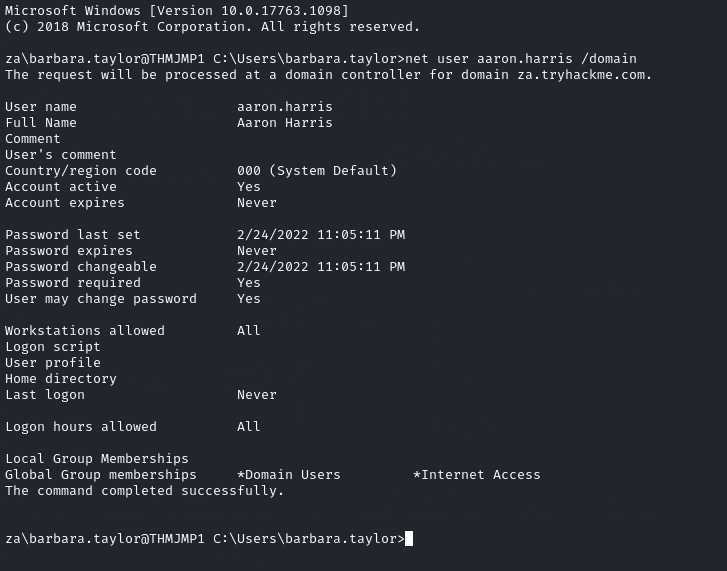 Microsoft Windows [Version 10.0.17763.1098]
(c) 2018 Microsoft Corporation. All rights reserved.
za\barbara.taylor@THMJMP1 C:\Users\barbara.taylor>net user aaron.harris /domain
The request will be processed at a domain controller for domain za.tryhackme.com.
User name                    aaron.harris
Full Name                    Aaron Harris
Comment
User's comment
Country/region code          000 (System Default)
Account active               Yes
Account expires              Never
Password last set            2/24/2022 11:05:11 PM
Password expires             Never
Password changeable          2/24/2022 11:05:11 PM
Password required            Yes
User may change password     Yes
Workstations allowed         All
Logon script
User profile
Home directory
Last logon                   Never
Logon hours allowed          All
Local Group Memberships
Global Group memberships     *Domain Users         *Internet Access
The command completed successfully.
za\barbara.taylor@THMJMP1 C:\Users\barbara.taylor>